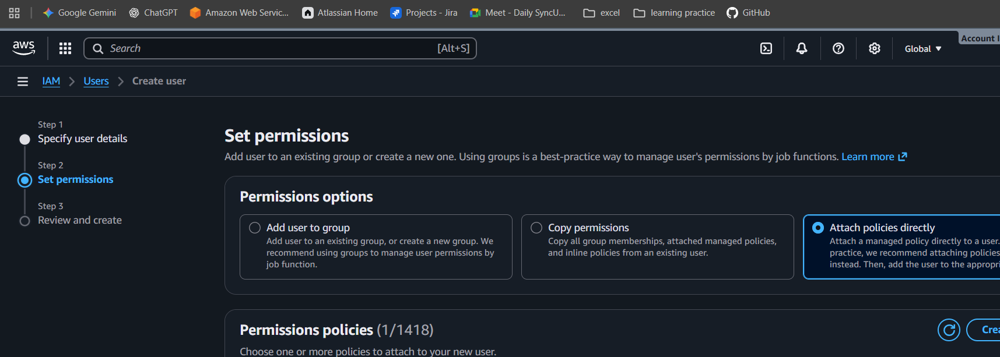 Google Gemini ChatGPT Amazon Web Servic... Atlassian Home Projects - Jira Meet - Daily SyncU... excel learning practice GitHub
aws Search [Alt+S] Global Account I
IAM Users Create user
Step 1
Specify user details
Step 2
Set permissions
Step 3
Review and create
Set permissions
Add user to an existing group or create a new one. Using groups is a best-practice way to manage user's permissions by job functions. Learn more
Permissions options
Add user to group
Add user to an existing group, or create a new group. We
recommend using groups to manage user permissions by
job function.
Copy permissions
Copy all group memberships, attached managed policies,
and inline policies from an existing user.
Attach policies directly
Attach a managed policy directly to a user.
practice, we recommend attaching policies
instead. Then, add the user to the appropri
Permissions policies (1/1418)
Crea
Choose one or more policies to attach to your new user.